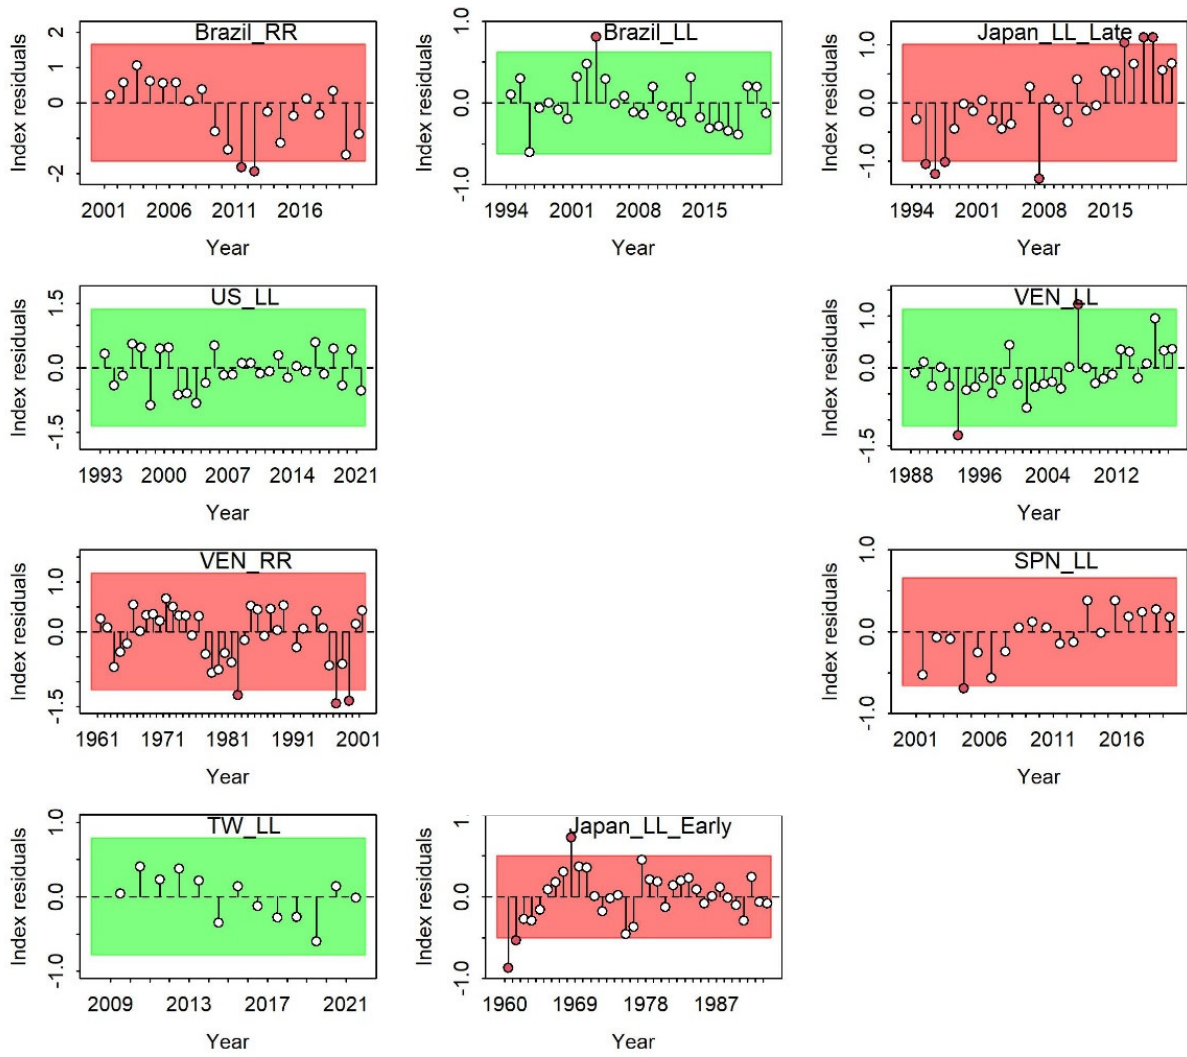 Brazil_RR
Index residuals
2
1
0
-2
2001 2006 2011 2016
Year
Brazil_LL
Index residuals
1.0
0.0
-1.0
1994 2001 2008 2015
Year
Japan_LL_Late
Index residuals
1.0
0.0
-1.0
1994 2001 2008 2015
Year
US_LL
Index residuals
1.5
0.0
-1.5
1993 2000 2007 2014 2021
Year
VEN_LL
Index residuals
1.0
0.0
-1.5
1988 1996 2004 2012
Year
VEN_RR
Index residuals
1.0
0.0
-1.5
1961 1971 1981 1991 2001
Year
SPN_LL
Index residuals
1.0
0.0
-1.0
2001 2006 2011 2016
Year
TW_LL
Index residuals
1.0
0.0
-1.0
2009 2013 2017 2021
Year
Japan_LL_Early
Index residuals
1.0
0.0
-1.0
1960 1969 1978 1987
Year